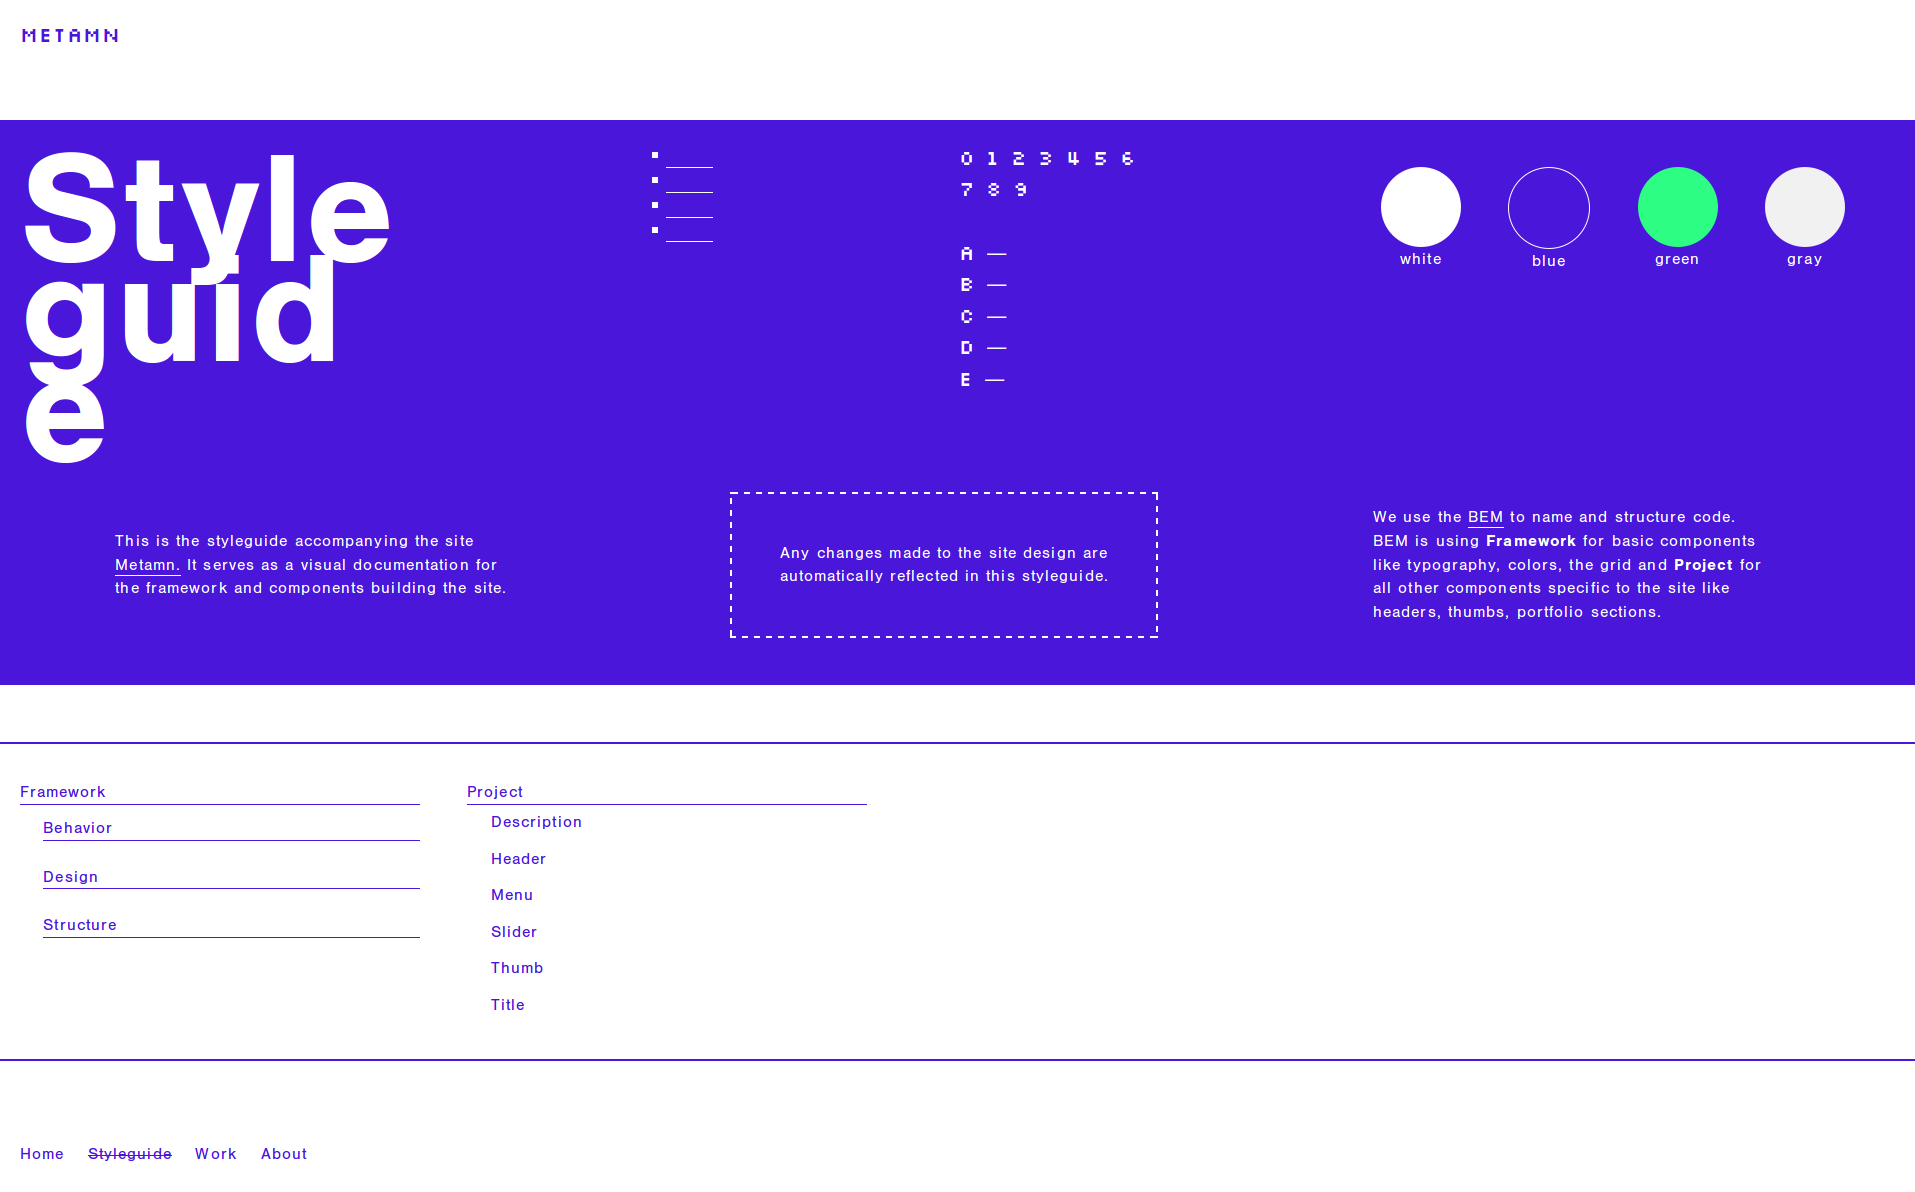 METAMN
Style
guid
e
0 1 2 3 4 5 6
7 8 9
A —
B —
C —
D —
E —
white
blue
green
gray
This is the styleguide accompanying the site
Metamn. It serves as a visual documentation for
the framework and components building the site.
Any changes made to the site design are
automatically reflected in this styleguide.
We use the BEM to name and structure code.
BEM is using Framework for basic components
like typography, colors, the grid and Project for
all other components specific to the site like
headers, thumbs, portfolio sections.
Framework
Behavior
Design
Structure
Project
Description
Header
Menu
Slider
Thumb
Title
Home Styleguide Work About